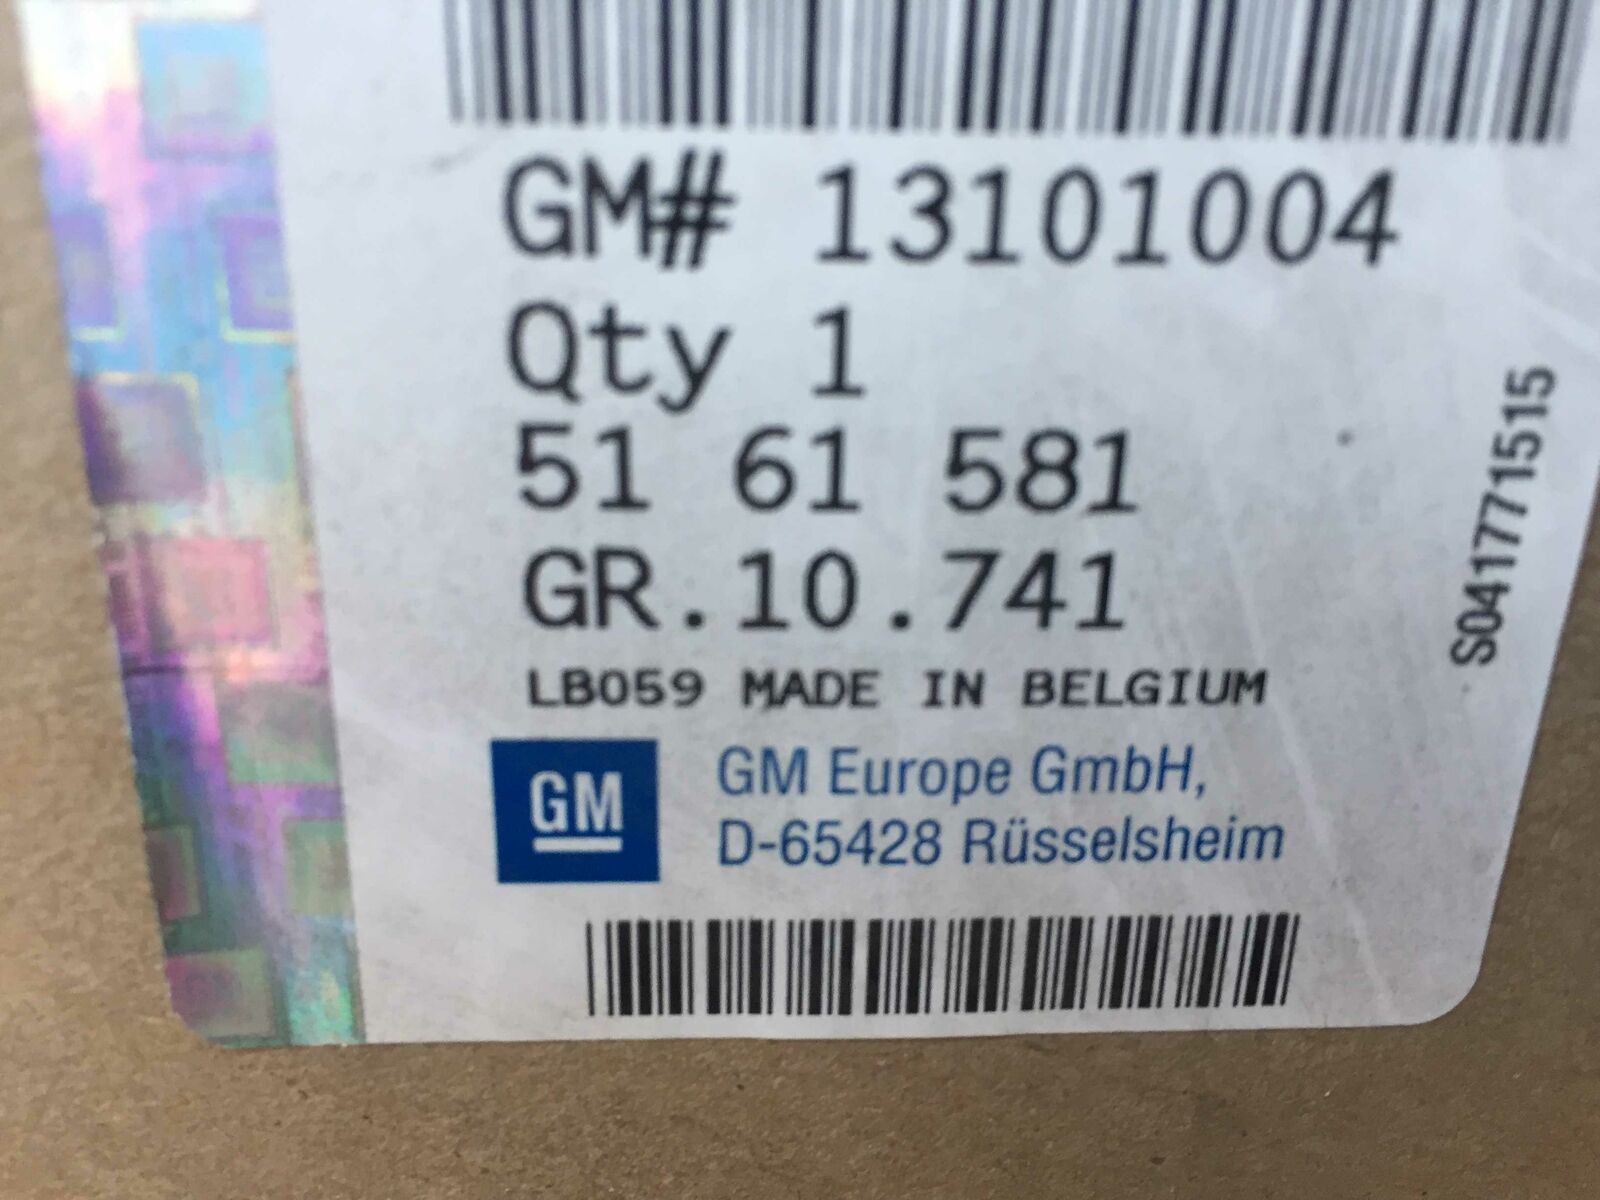 GM# 13101004
Qty 1
51 61 581
GR.10.741
LB059 MADE IN BELGIUM
GM
GM Europe GmbH,
D-65428 Rüsselsheim
S041771515